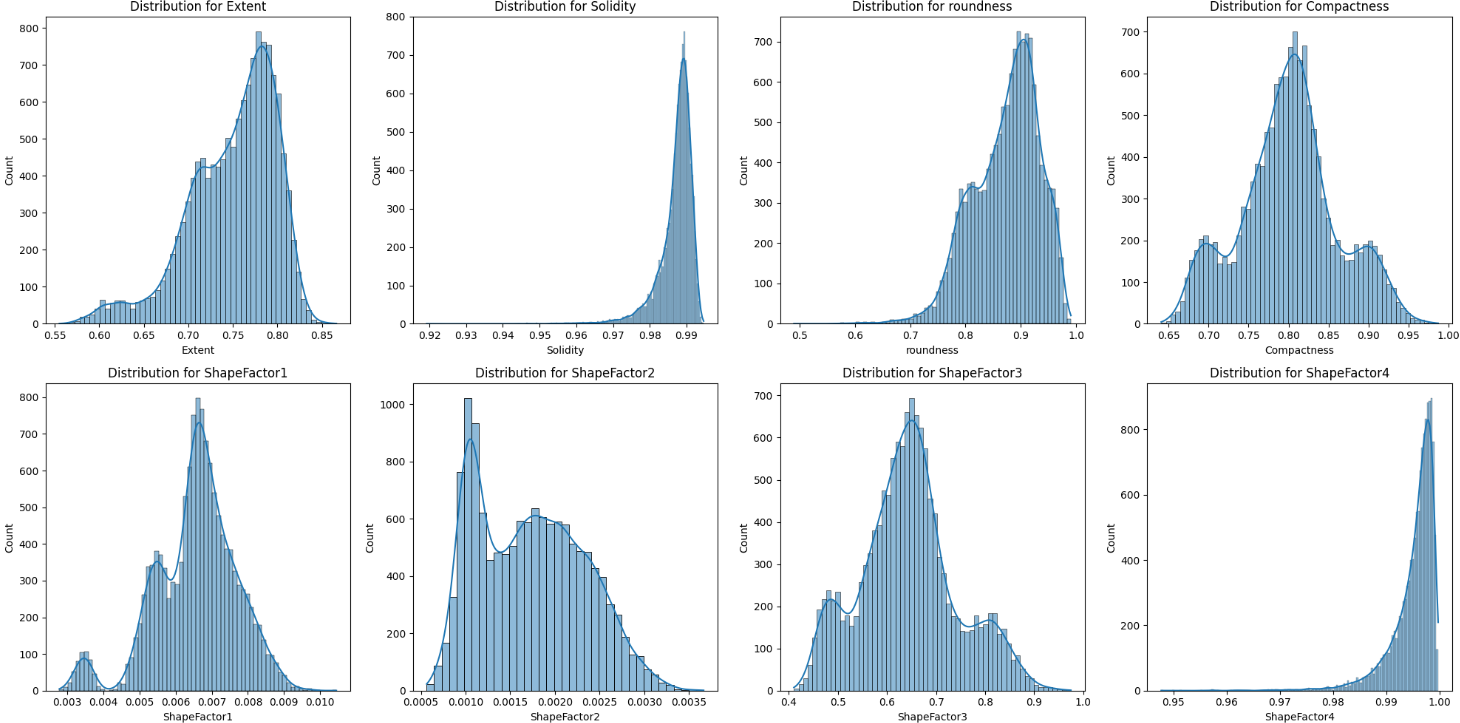 Distribution for Extent
Count
0
100
200
300
400
500
600
700
800
0.55 0.60 0.65 0.70 0.75 0.80 0.85
Extent
Distribution for Solidity
Count
0
100
200
300
400
500
600
700
800
0.92 0.93 0.94 0.95 0.96 0.97 0.98 0.99
Solidity
Distribution for roundness
Count
0
100
200
300
400
500
600
700
0.5 0.6 0.7 0.8 0.9 1.0
roundness
Distribution for Compactness
Count
0
100
200
300
400
500
600
700
0.65 0.70 0.75 0.80 0.85 0.90 0.95 1.00
Compactness
Distribution for ShapeFactor1
Count
0
100
200
300
400
500
600
700
800
0.003 0.004 0.005 0.006 0.007 0.008 0.009 0.010
ShapeFactor1
Distribution for ShapeFactor2
Count
0
200
400
600
800
1000
0.0005 0.0010 0.0015 0.0020 0.0025 0.0030 0.0035
ShapeFactor2
Distribution for ShapeFactor3
Count
0
100
200
300
400
500
600
700
0.4 0.5 0.6 0.7 0.8 0.9 1.0
ShapeFactor3
Distribution for ShapeFactor4
Count
0
200
400
600
800
0.95 0.96 0.97 0.98 0.99 1.00
ShapeFactor4